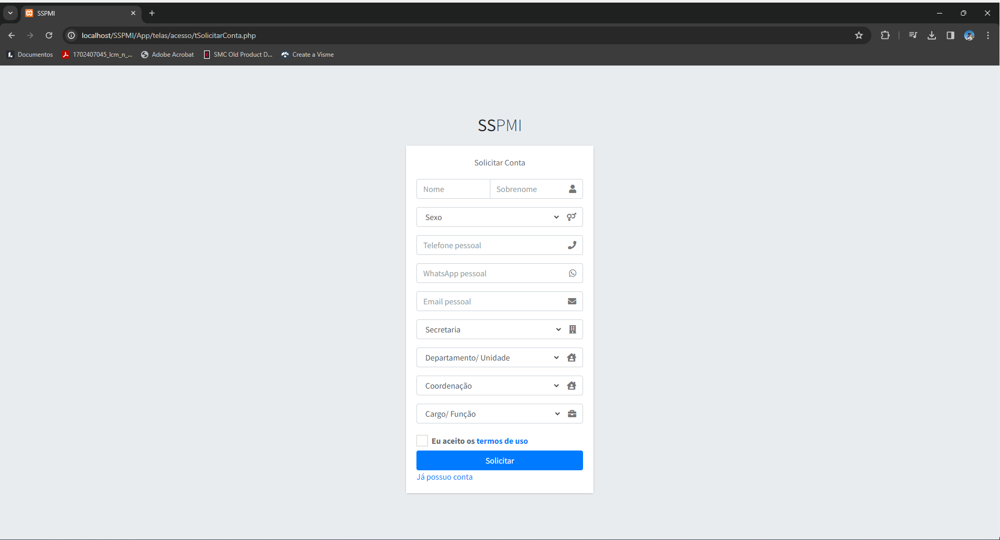 SSPMI
localhost/SSPMI/App/telas/acesso/tSolicitarConta.php
Documentos 1702407045_lcm_n_... Adobe Acrobat SMC Old Product D... Create a Visme
SSPMI
Solicitar Conta
Nome Sobrenome
Sexo
Telefone pessoal
WhatsApp pessoal
Email pessoal
Secretaria
Departamento/ Unidade
Coordenação
Cargo/ Função
Eu aceito os termos de uso
Solicitar
Já possuo conta